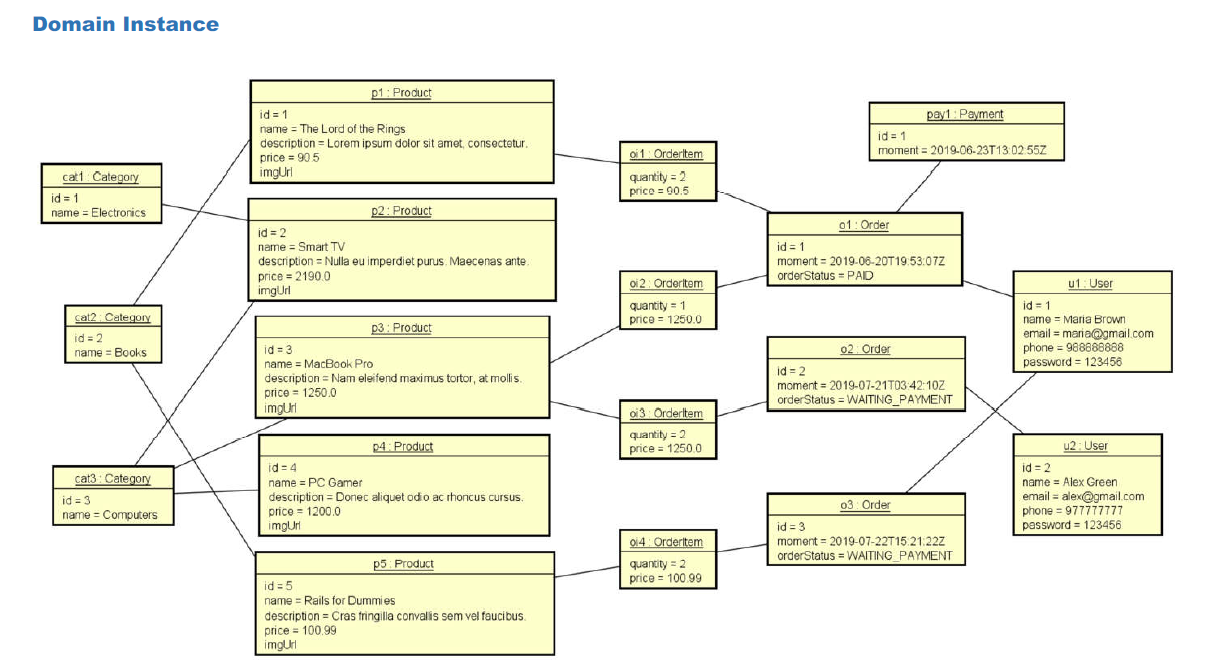 Domain Instance
p1 : Product
id = 1
name = The Lord of the Rings
description = Lorem ipsum dolor sit amet, consectetur.
price = 90.5
imgUrl
pay1 : Payment
id = 1
moment = 2019-06-23T13:02:55Z
oi1 : OrderItem
quantity = 2
price = 90.5
cat1 : Category
id = 1
name = Electronics
p2 : Product
id = 2
name = Smart TV
description = Nulla eu imperdiet purus. Maecenas ante.
price = 2190.0
imgUrl
o1 : Order
id = 1
moment = 2019-06-20T19:53:07Z
orderStatus = PAID
oi2 : OrderItem
quantity = 1
price = 1250.0
u1 : User
id = 1
name = Maria Brown
email = maria@gmail.com
phone = 988888888
password = 123456
cat2 : Category
id = 2
name = Books
p3 : Product
id = 3
name = MacBook Pro
description = Nam eleifend maximus tortor, at mollis.
price = 1250.0
imgUrl
o2 : Order
id = 2
moment = 2019-07-21T03:42:10Z
orderStatus = WAITING_PAYMENT
oi3 : OrderItem
quantity = 2
price = 1250.0
p4 : Product
id = 4
name = PC Gamer
description = Donec aliquet odio ac rhoncus cursus.
price = 1200.0
imgUrl
u2 : User
id = 2
name = Alex Green
email = alex@gmail.com
phone = 977777777
password = 123456
cat3 : Category
id = 3
name = Computers
o3 : Order
id = 3
moment = 2019-07-22T15:21:22Z
orderStatus = WAITING_PAYMENT
oi4 : OrderItem
quantity = 2
price = 100.99
p5 : Product
id = 5
name = Rails for Dummies
description = Cras fringilla convallis sem vel faucibus.
price = 100.99
imgUrl